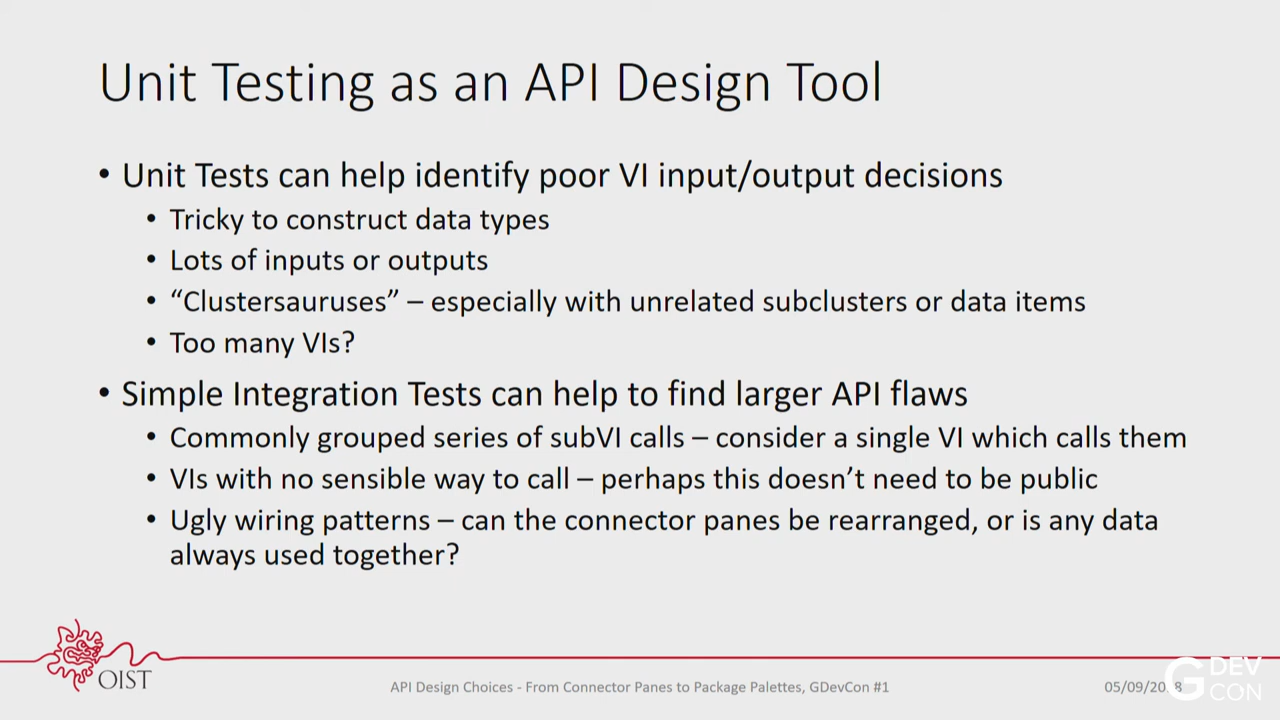 Unit Testing as an API Design Tool
• Unit Tests can help identify poor VI input/output decisions
• Tricky to construct data types
• Lots of inputs or outputs
• “Clustersauruses” – especially with unrelated subclusters or data items
• Too many VIs?
• Simple Integration Tests can help to find larger API flaws
• Commonly grouped series of subVI calls – consider a single VI which calls them
• VIs with no sensible way to call – perhaps this doesn’t need to be public
• Ugly wiring patterns – can the connector panes be rearranged, or is any data
always used together?
OIST
API Design Choices - From Connector Panes to Package Palettes, GDevCon #1
G DEV
CON